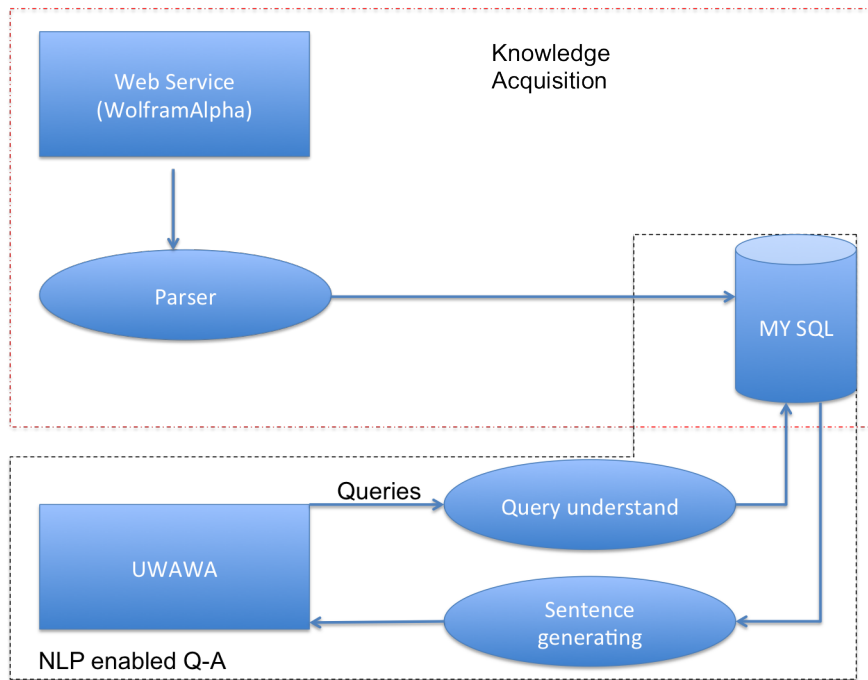 Knowledge
Acquisition
Web Service
(WolframAlpha)
Parser
MY SQL
Queries
Query understand
UWAWA
Sentence
generating
NLP enabled Q-A